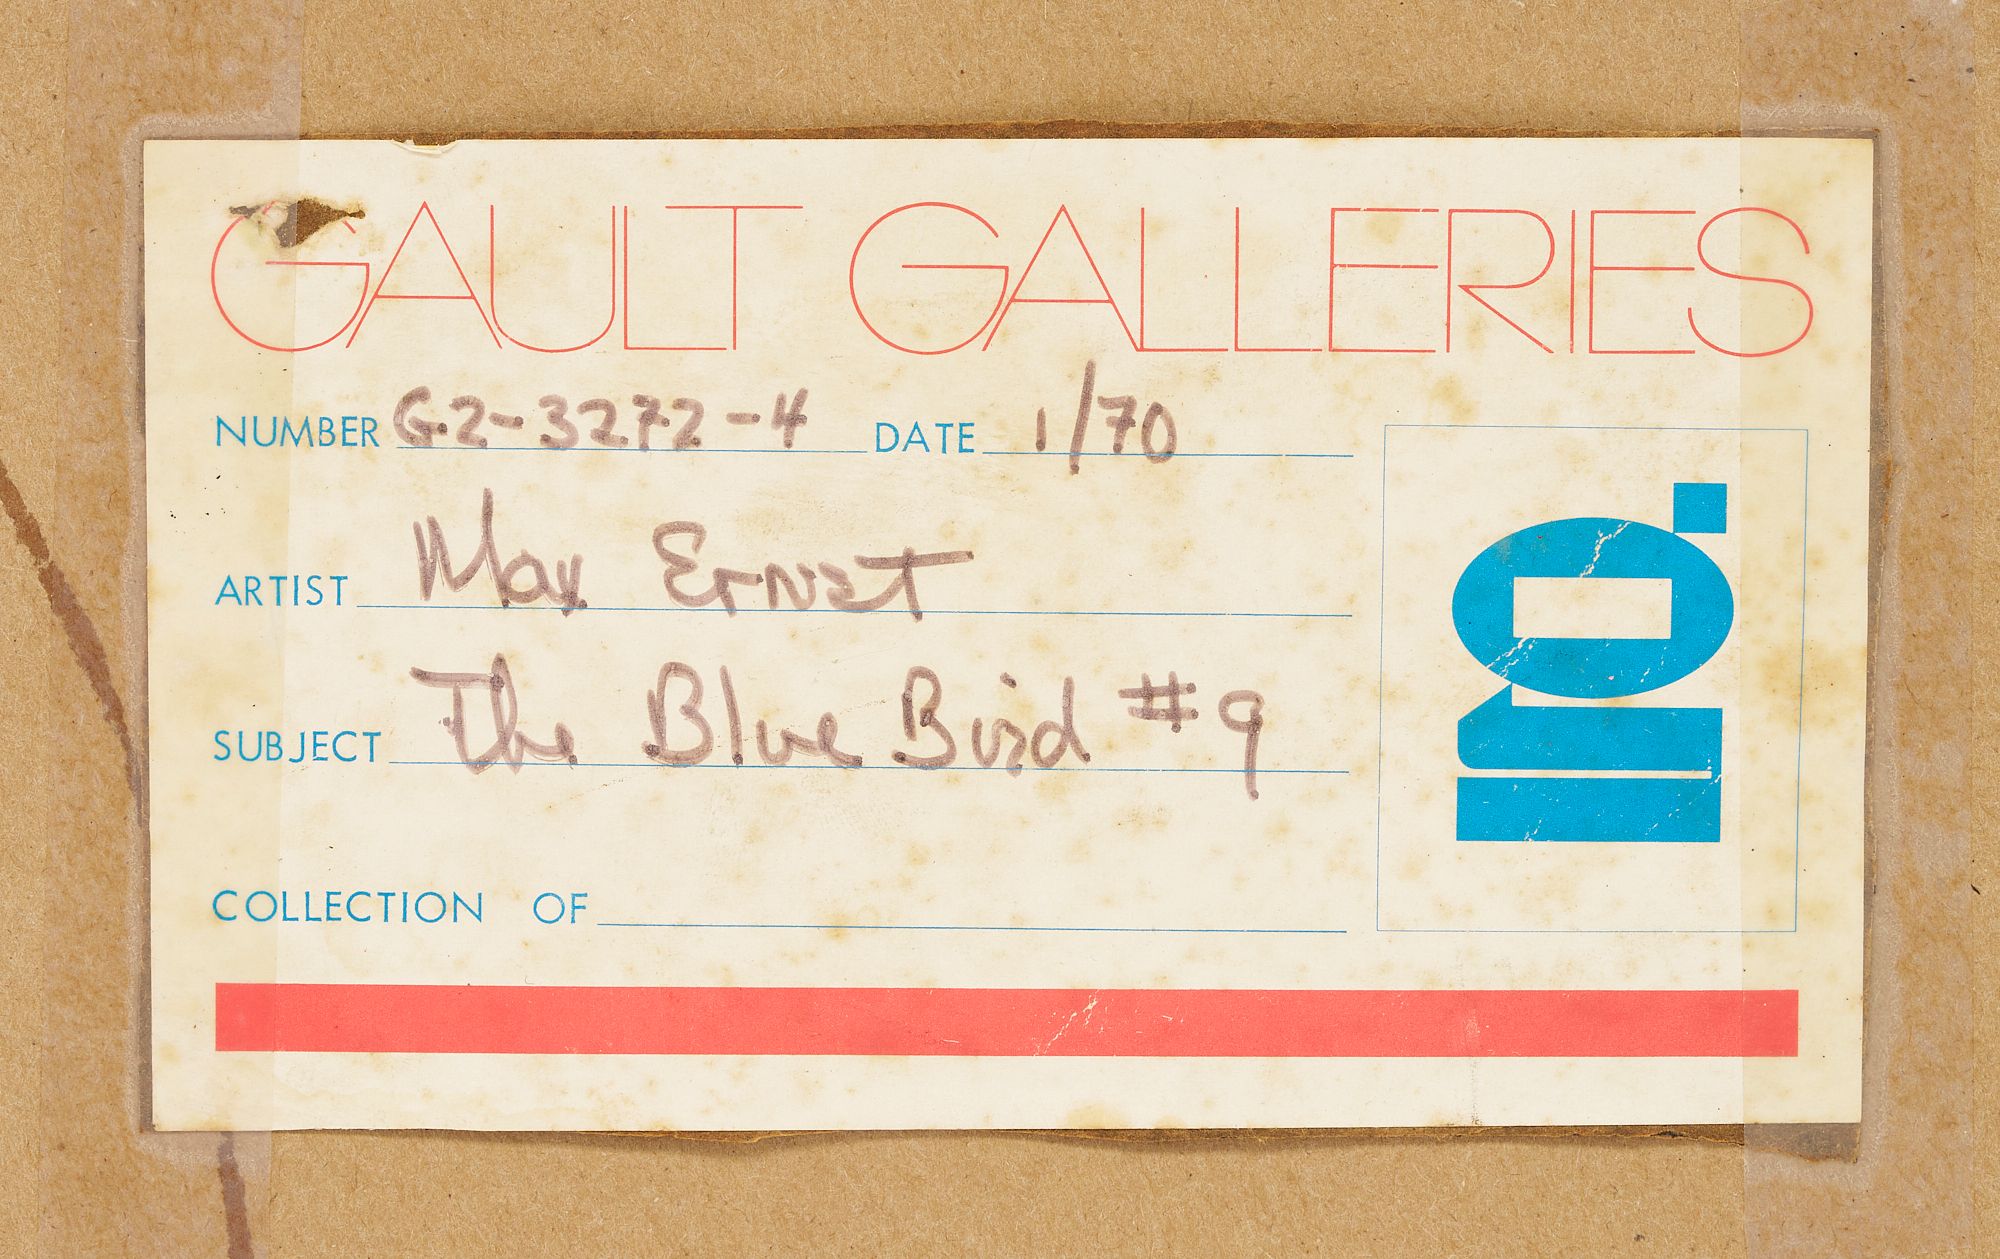 GAULT GALLERIES
NUMBER G2-3272-4 DATE 1/70
ARTIST Max Ernst
SUBJECT The Blue Bird #9
COLLECTION OF